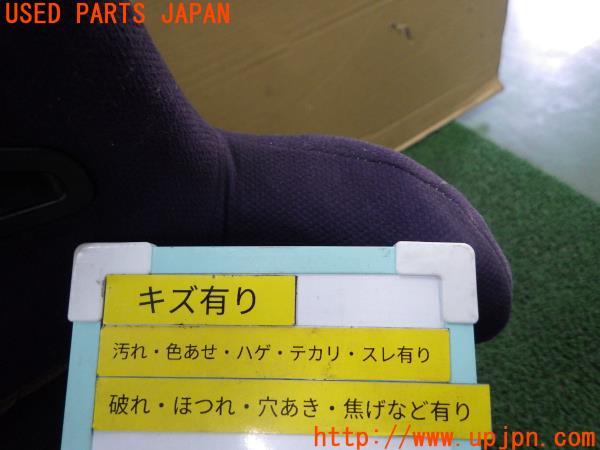 USED PARTS JAPAN
キズ有り
汚れ・色あせ・ハゲ・テカリ・スレ有り
破れ・ほつれ・穴あき・焦げなど有り
http://www.upjpn.com